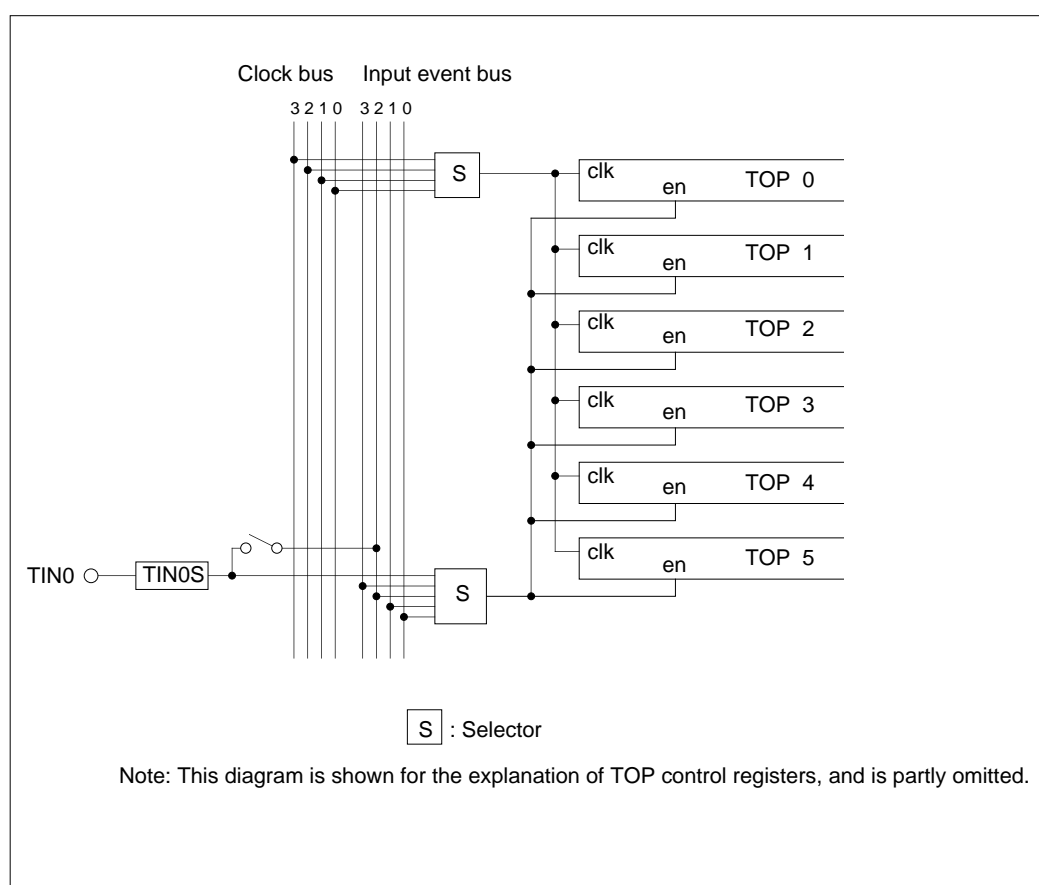 Clock bus Input event bus
3 2 1 0 3 2 1 0
S
clk
en
TOP 0
clk
en
TOP 1
clk
en
TOP 2
clk
en
TOP 3
clk
en
TOP 4
clk
en
TOP 5
TIN0
TIN0S
S
S : Selector
Note: This diagram is shown for the explanation of TOP control registers, and is partly omitted.